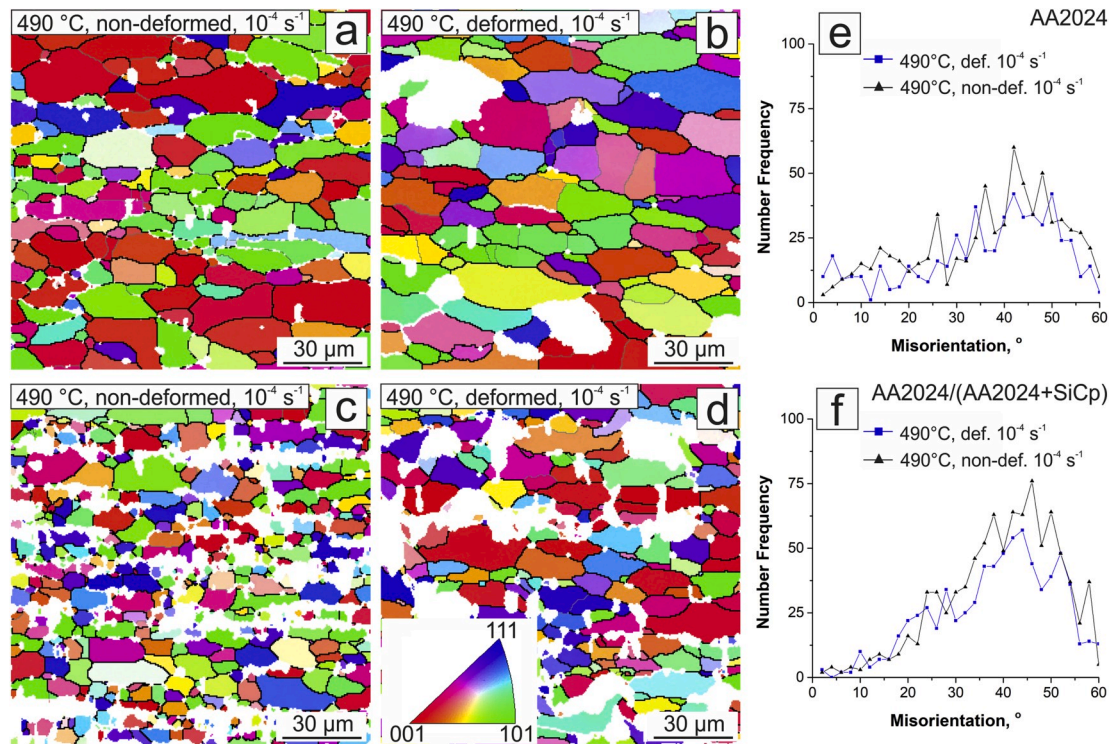 490 °C, non-deformed, 10⁻⁴ s⁻¹
a
30 µm
490 °C, deformed, 10⁻⁴ s⁻¹
b
30 µm
e
AA2024
490°C, def. 10⁻⁴ s⁻¹
490°C, non-def. 10⁻⁴ s⁻¹
Number Frequency
100
75
50
25
0
0 10 20 30 40 50 60
Misorientation, °
490 °C, non-deformed, 10⁻⁴ s⁻¹
c
30 µm
490 °C, deformed, 10⁻⁴ s⁻¹
d
111
001 101
30 µm
f
AA2024/(AA2024+SiCp)
490°C, def. 10⁻⁴ s⁻¹
490°C, non-def. 10⁻⁴ s⁻¹
Number Frequency
100
75
50
25
0
0 10 20 30 40 50 60
Misorientation, °